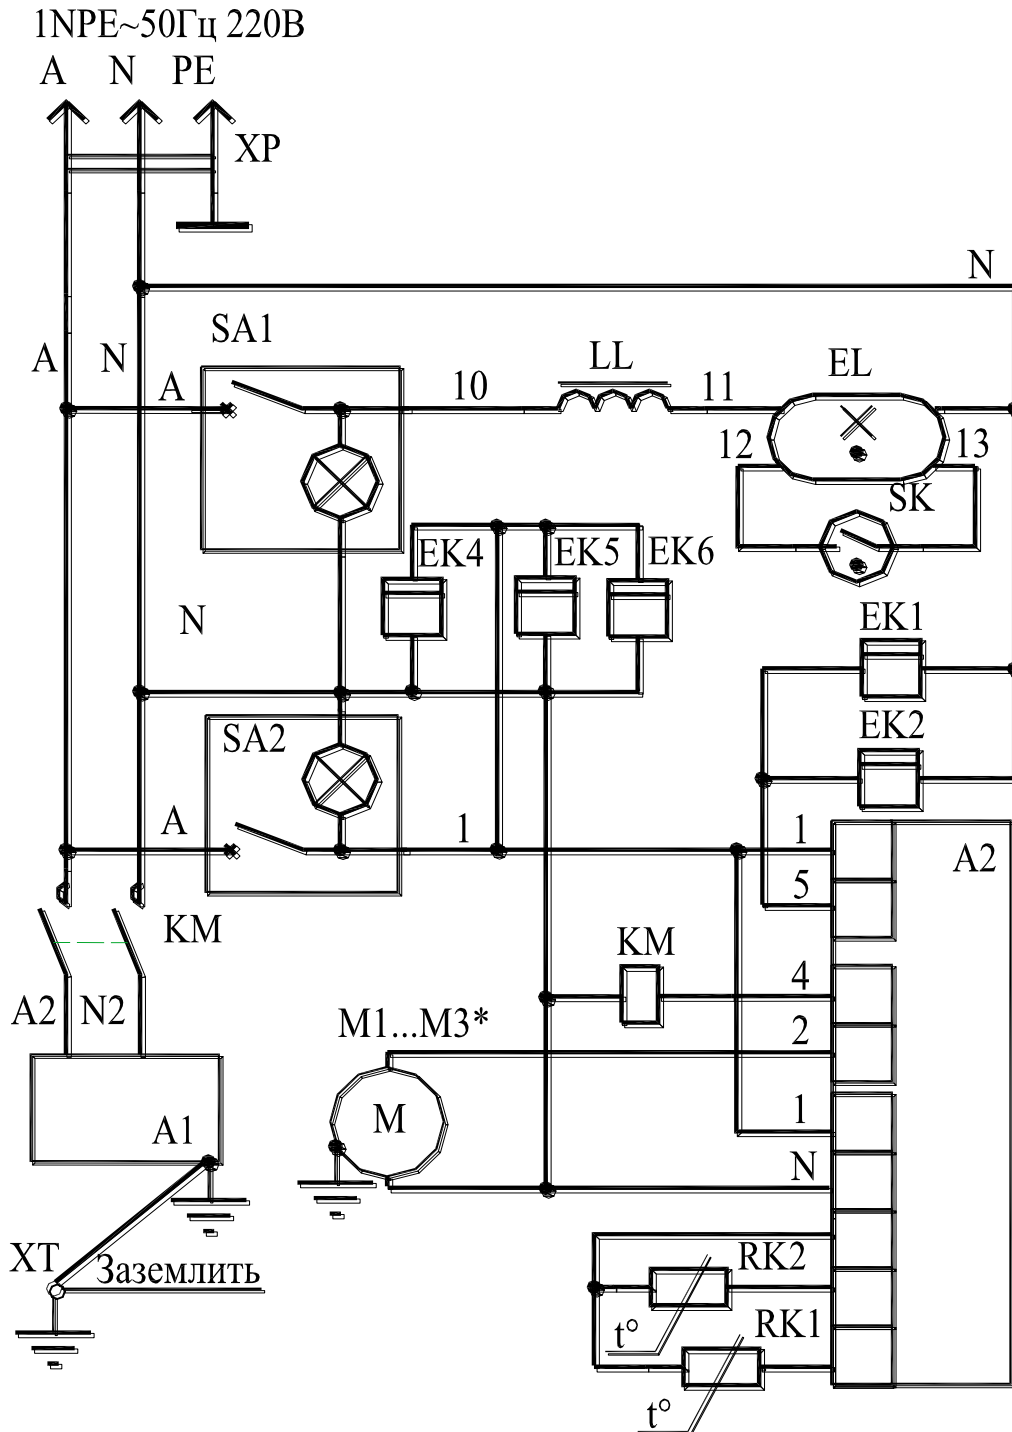 1NPE~50Гц 220В
A N PE
XP
N
SA1
A N A 10 LL 11 EL
12 13
SK
EK4 EK5 EK6
N
EK1
SA2 EK2
A 1 1
A2
5
KM KM
4
A2 N2 M1...M3* 2
A1 M 1
N
XT Заземлить RK2
t° RK1
t°